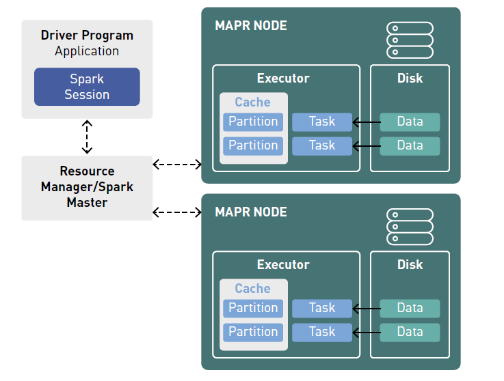 Driver Program
Application
Spark
Session
Resource
Manager/Spark
Master
MAPR NODE
Executor
Disk
Cache
Partition Task Data
Partition Task Data
MAPR NODE
Executor
Disk
Cache
Partition Task Data
Partition Task Data